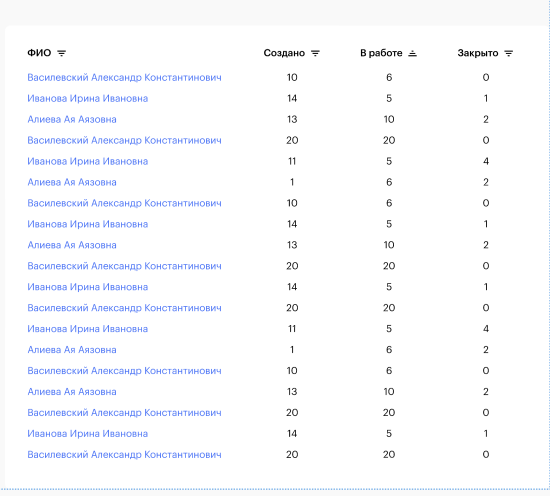 ФИО Создано В работе Закрыто
Василевский Александр Константинович 10 6 0
Иванова Ирина Ивановна 14 5 1
Алиева Ая Аязовна 13 10 2
Василевский Александр Константинович 20 20 0
Иванова Ирина Ивановна 11 5 4
Алиева Ая Аязовна 1 6 2
Василевский Александр Константинович 10 6 0
Иванова Ирина Ивановна 14 5 1
Алиева Ая Аязовна 13 10 2
Василевский Александр Константинович 20 20 0
Иванова Ирина Ивановна 14 5 1
Василевский Александр Константинович 20 20 0
Иванова Ирина Ивановна 11 5 4
Алиева Ая Аязовна 1 6 2
Василевский Александр Константинович 10 6 0
Алиева Ая Аязовна 13 10 2
Василевский Александр Константинович 20 20 0
Иванова Ирина Ивановна 14 5 1
Василевский Александр Константинович 20 20 0